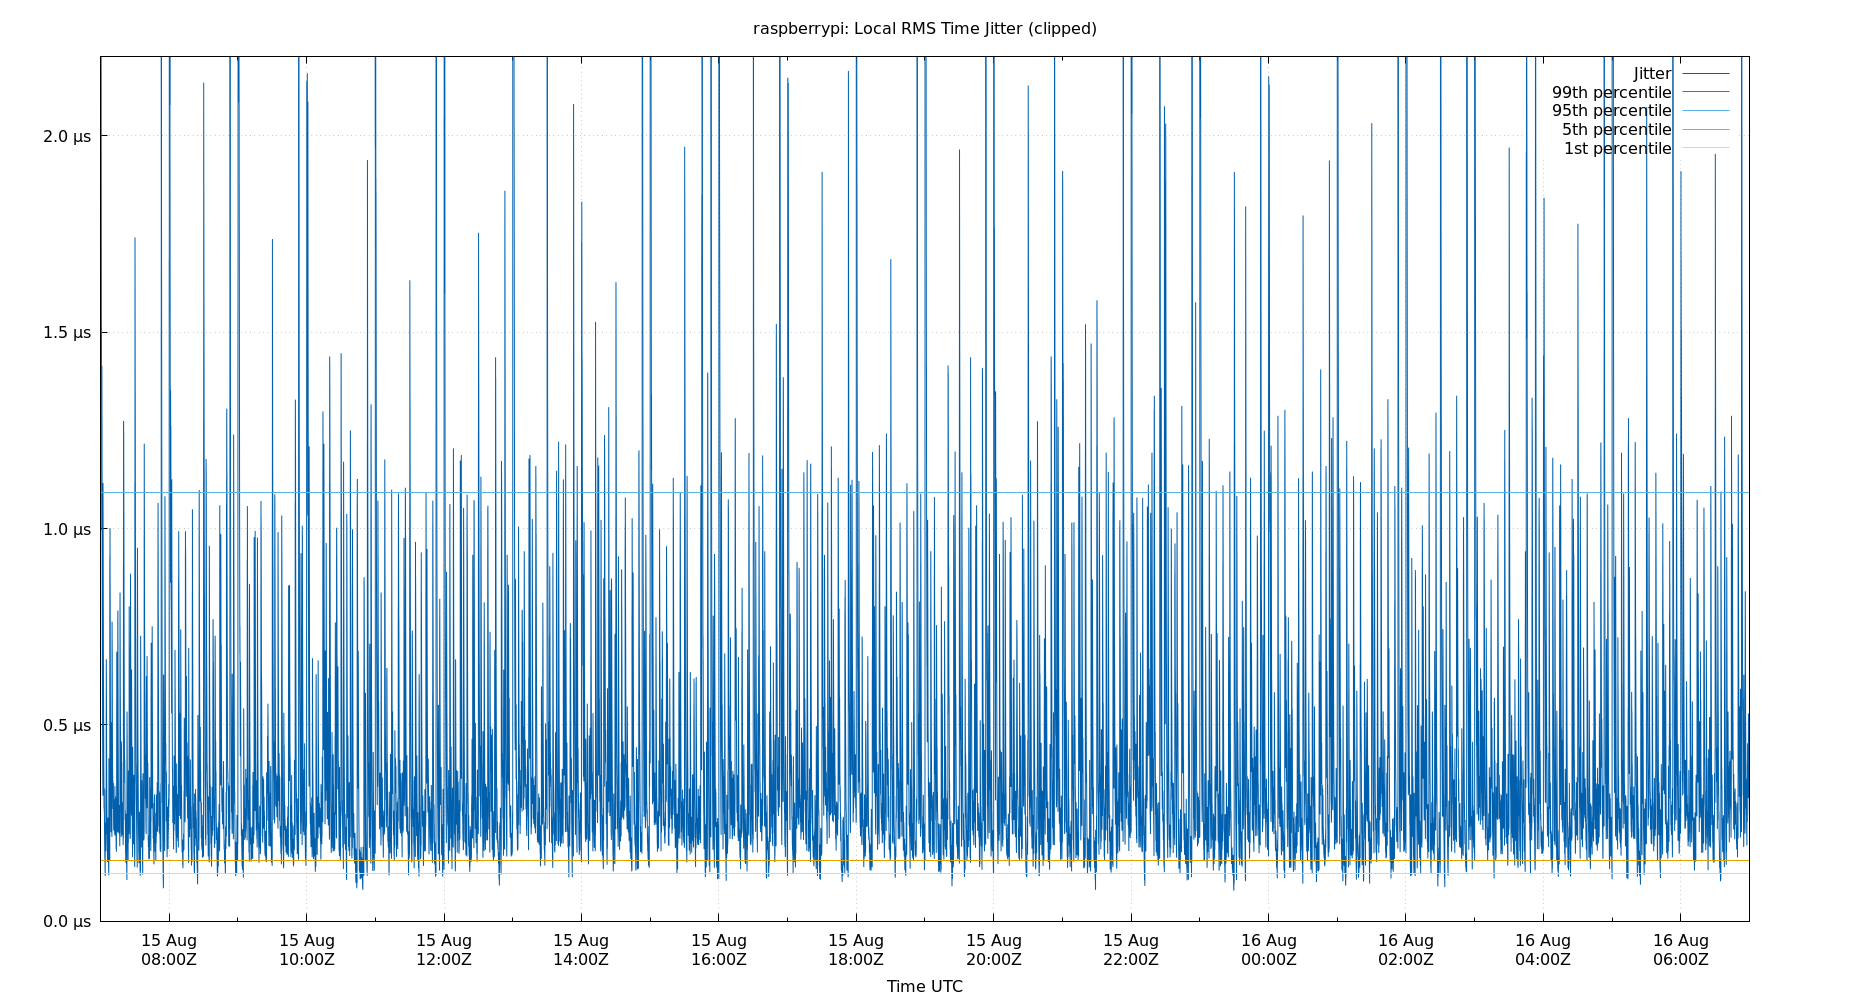 raspberrypi: Local RMS Time Jitter (clipped)
Jitter
99th percentile
95th percentile
5th percentile
1st percentile
2.0 μs
1.5 μs
1.0 μs
0.5 μs
0.0 μs
15 Aug 15 Aug 15 Aug 15 Aug 15 Aug 15 Aug 15 Aug 15 Aug 16 Aug 16 Aug 16 Aug 16 Aug
08:00Z 10:00Z 12:00Z 14:00Z 16:00Z 18:00Z 20:00Z 22:00Z 00:00Z 02:00Z 04:00Z 06:00Z
Time UTC